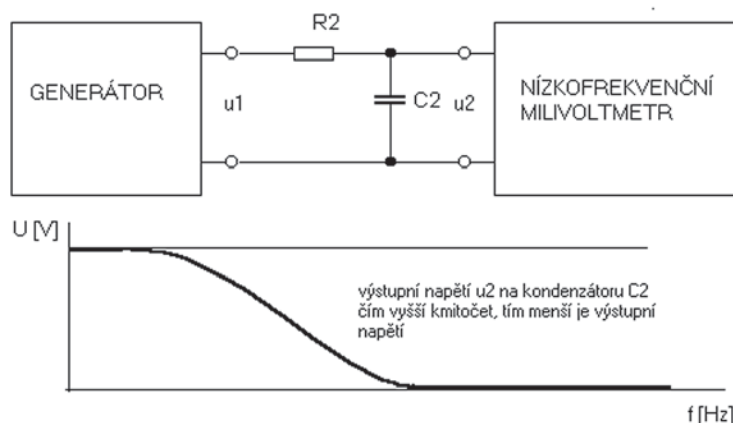 R2
GENERÁTOR
u1
C2
u2
NÍZKOFREKVENČNÍ
MILIVOLTMETR
U [V]
výstupní napětí u2 na kondenzátoru C2
čím vyšší kmitočet, tím menší je výstupní
napětí
f [Hz]